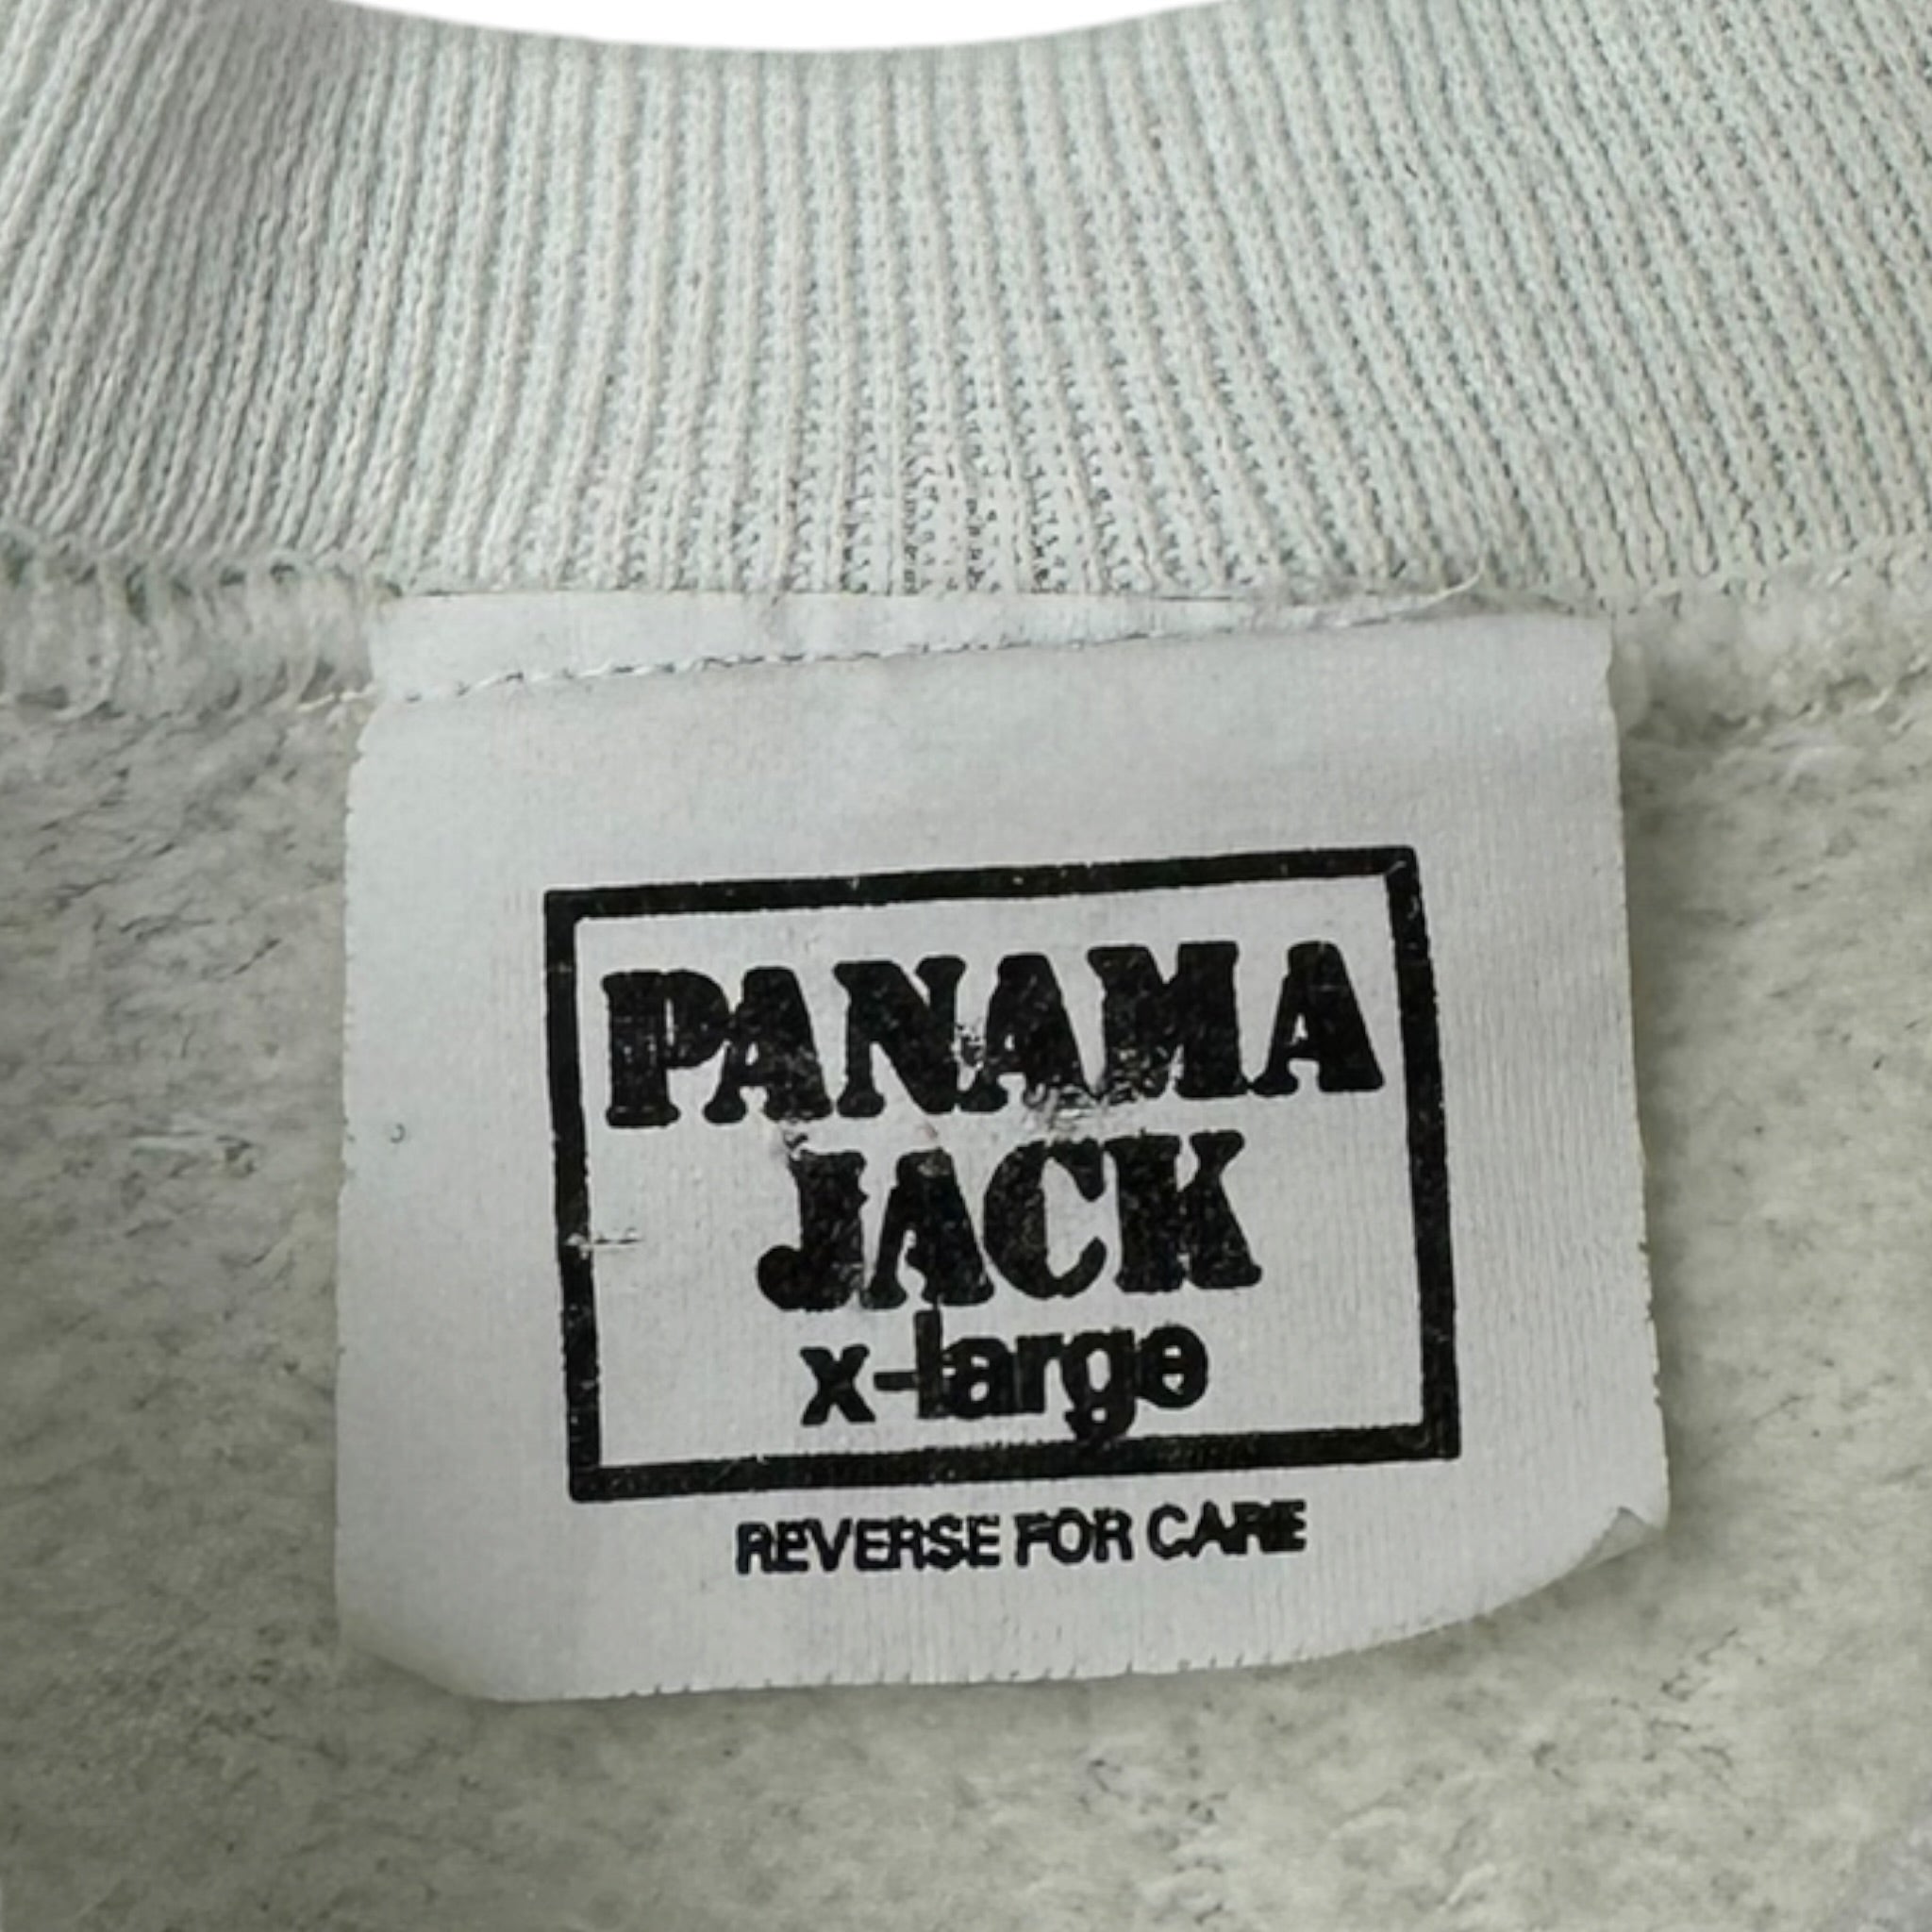 PANAMA
JACK
x-large
REVERSE FOR CARE